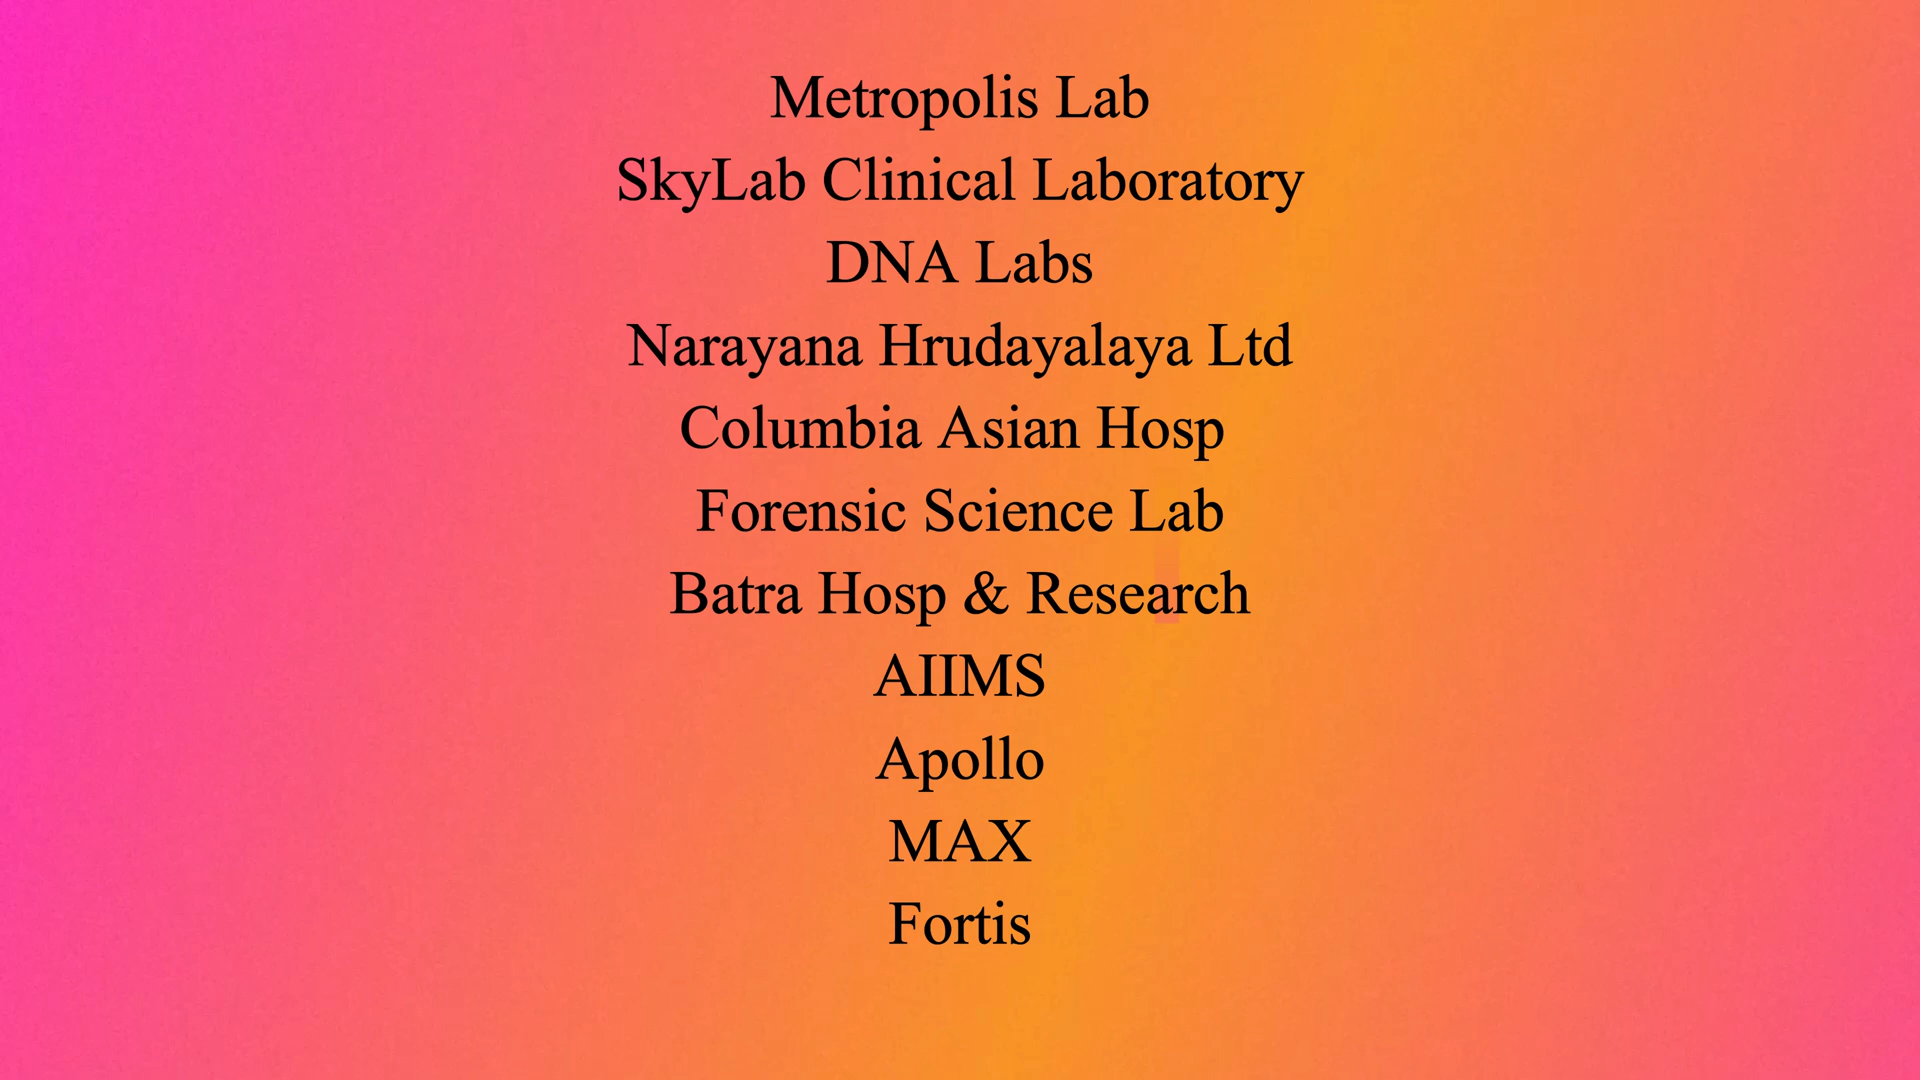 Metropolis Lab
SkyLab Clinical Laboratory
DNA Labs
Narayana Hrudayalaya Ltd
Columbia Asian Hosp
Forensic Science Lab
Batra Hosp & Research
AIIMS
Apollo
MAX
Fortis